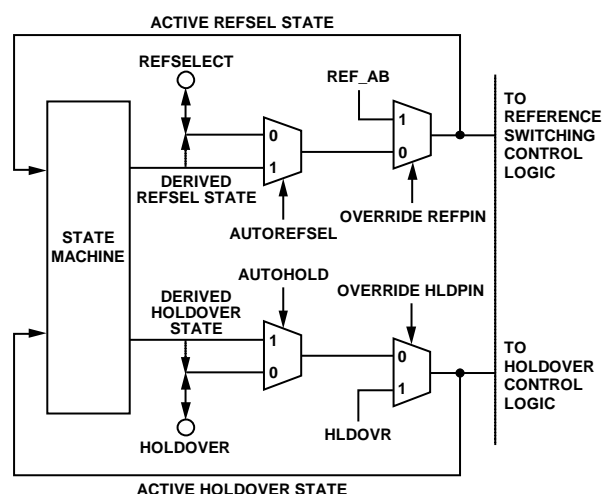 ACTIVE REFSEL STATE
REFSELECT
REF_AB
TO
REFERENCE
SWITCHING
CONTROL
LOGIC
1
0
0
1
DERIVED
REFSEL STATE
OVERRIDE REFPIN
AUTOREFSEL
STATE
MACHINE
AUTOHOLD
DERIVED
HOLDOVER
STATE
OVERRIDE HLDPIN
1
0
0
1
TO
HOLDOVER
CONTROL
LOGIC
HOLDOVER
HLDOVR
ACTIVE HOLDOVER STATE